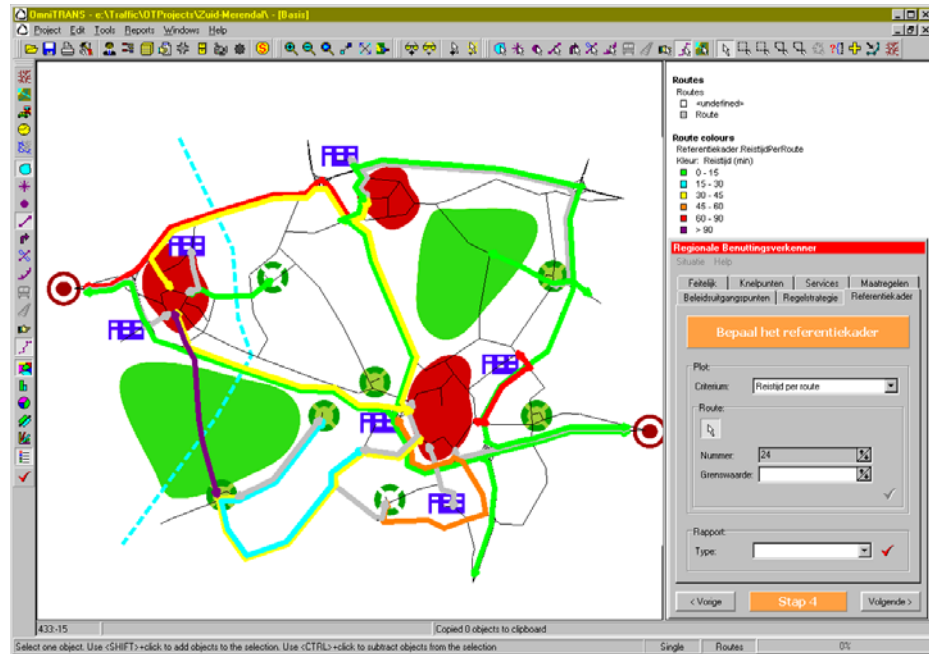 OmniTRANS - e:\Traffic\OTProjects\Zuid-Merendal\ - [Basis]
Project Edit Tools Reports Windows Help
Routes
Routes
<undefined>
Route
Route colours
Referentiekader.ReistijdPerRoute
Kleur: Reistijd (min)
0 - 15
15 - 30
30 - 45
45 - 60
60 - 90
> 90
Regionale Benuttingsverkenner
Situatie Help
Feitelijk Knelpunten Services Maatregelen
Beleidsuitgangspunten Regelstrategie Referentiekader
Bepaal het referentiekader
Plot:
Criterium: Reistijd per route
Route:
Nummer: 24
Grenswaarde:
Rapport:
Type:
< Vorige Stap 4 Volgende >
433:-15 Copied 0 objects to clipboard
Select one object. Use <SHIFT>+click to add objects to the selection. Use <CTRL>+click to subtract objects from the selection Single Routes 0%